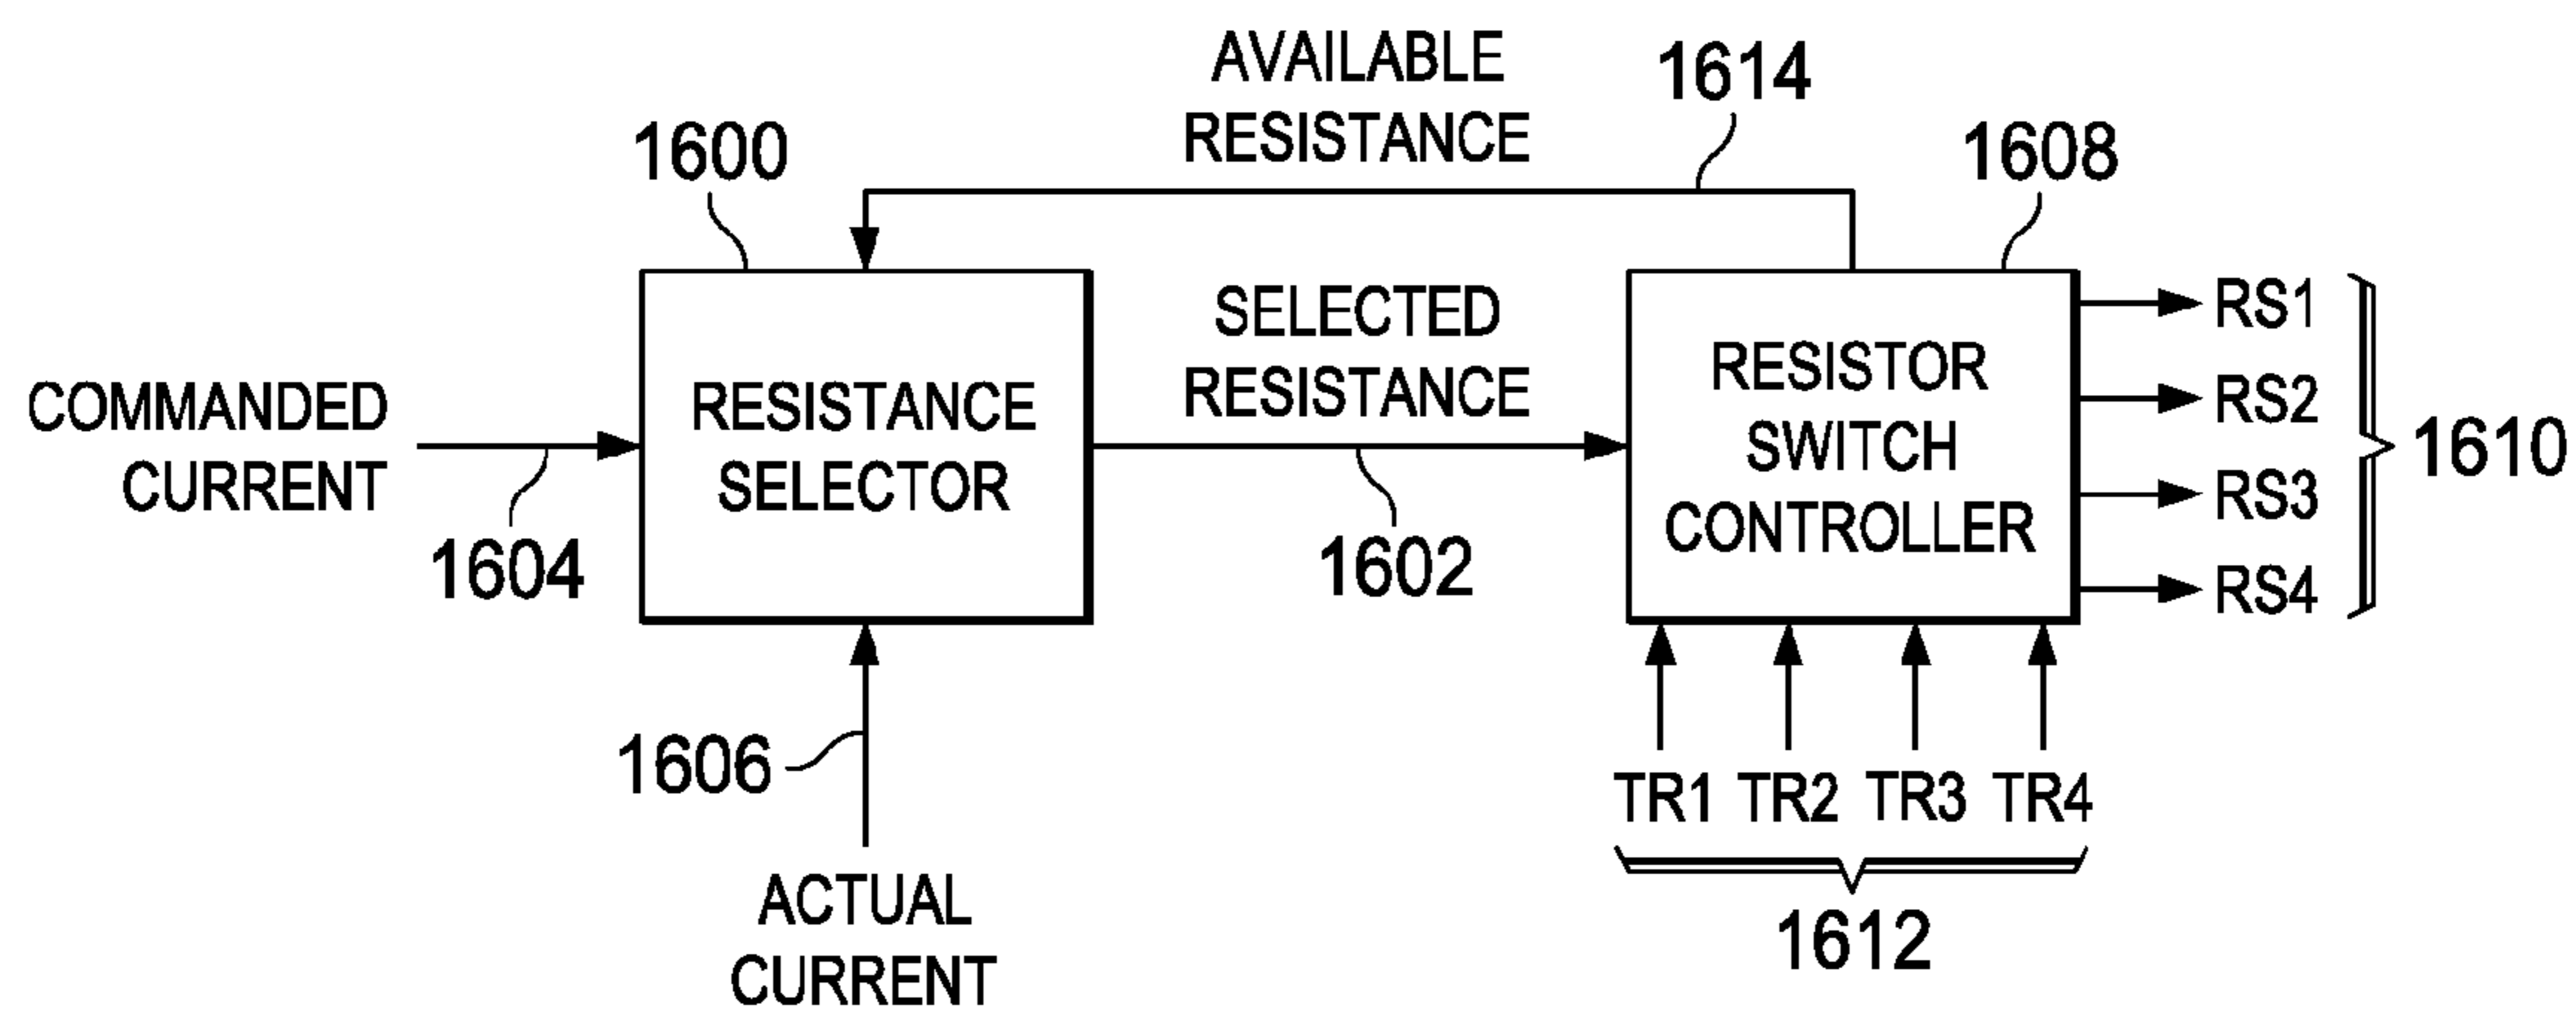 AVAILABLE
RESISTANCE
1614
1600
1608
SELECTED
RESISTANCE
COMMANDED
CURRENT
1604
RESISTANCE
SELECTOR
1602
RESISTOR
SWITCH
CONTROLLER
RS1
RS2
RS3
RS4
1610
1606
ACTUAL
CURRENT
TR1 TR2 TR3 TR4
1612